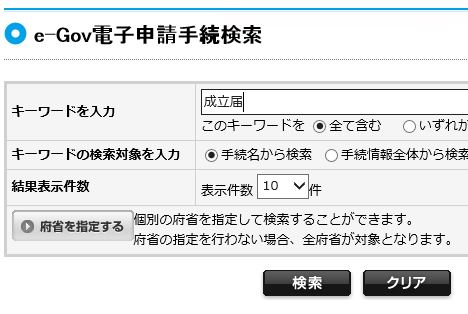 e-Gov電子申請手続検索
キーワードを入力
成立届
このキーワードを 全て含む いずれか
キーワードの検索対象を入力
手続名から検索 手続情報全体から検索
結果表示件数
表示件数 10 件
府省を指定する
個別の府省を指定して検索することができます。
府省の指定を行わない場合、全府省が対象となります。
検索 クリア